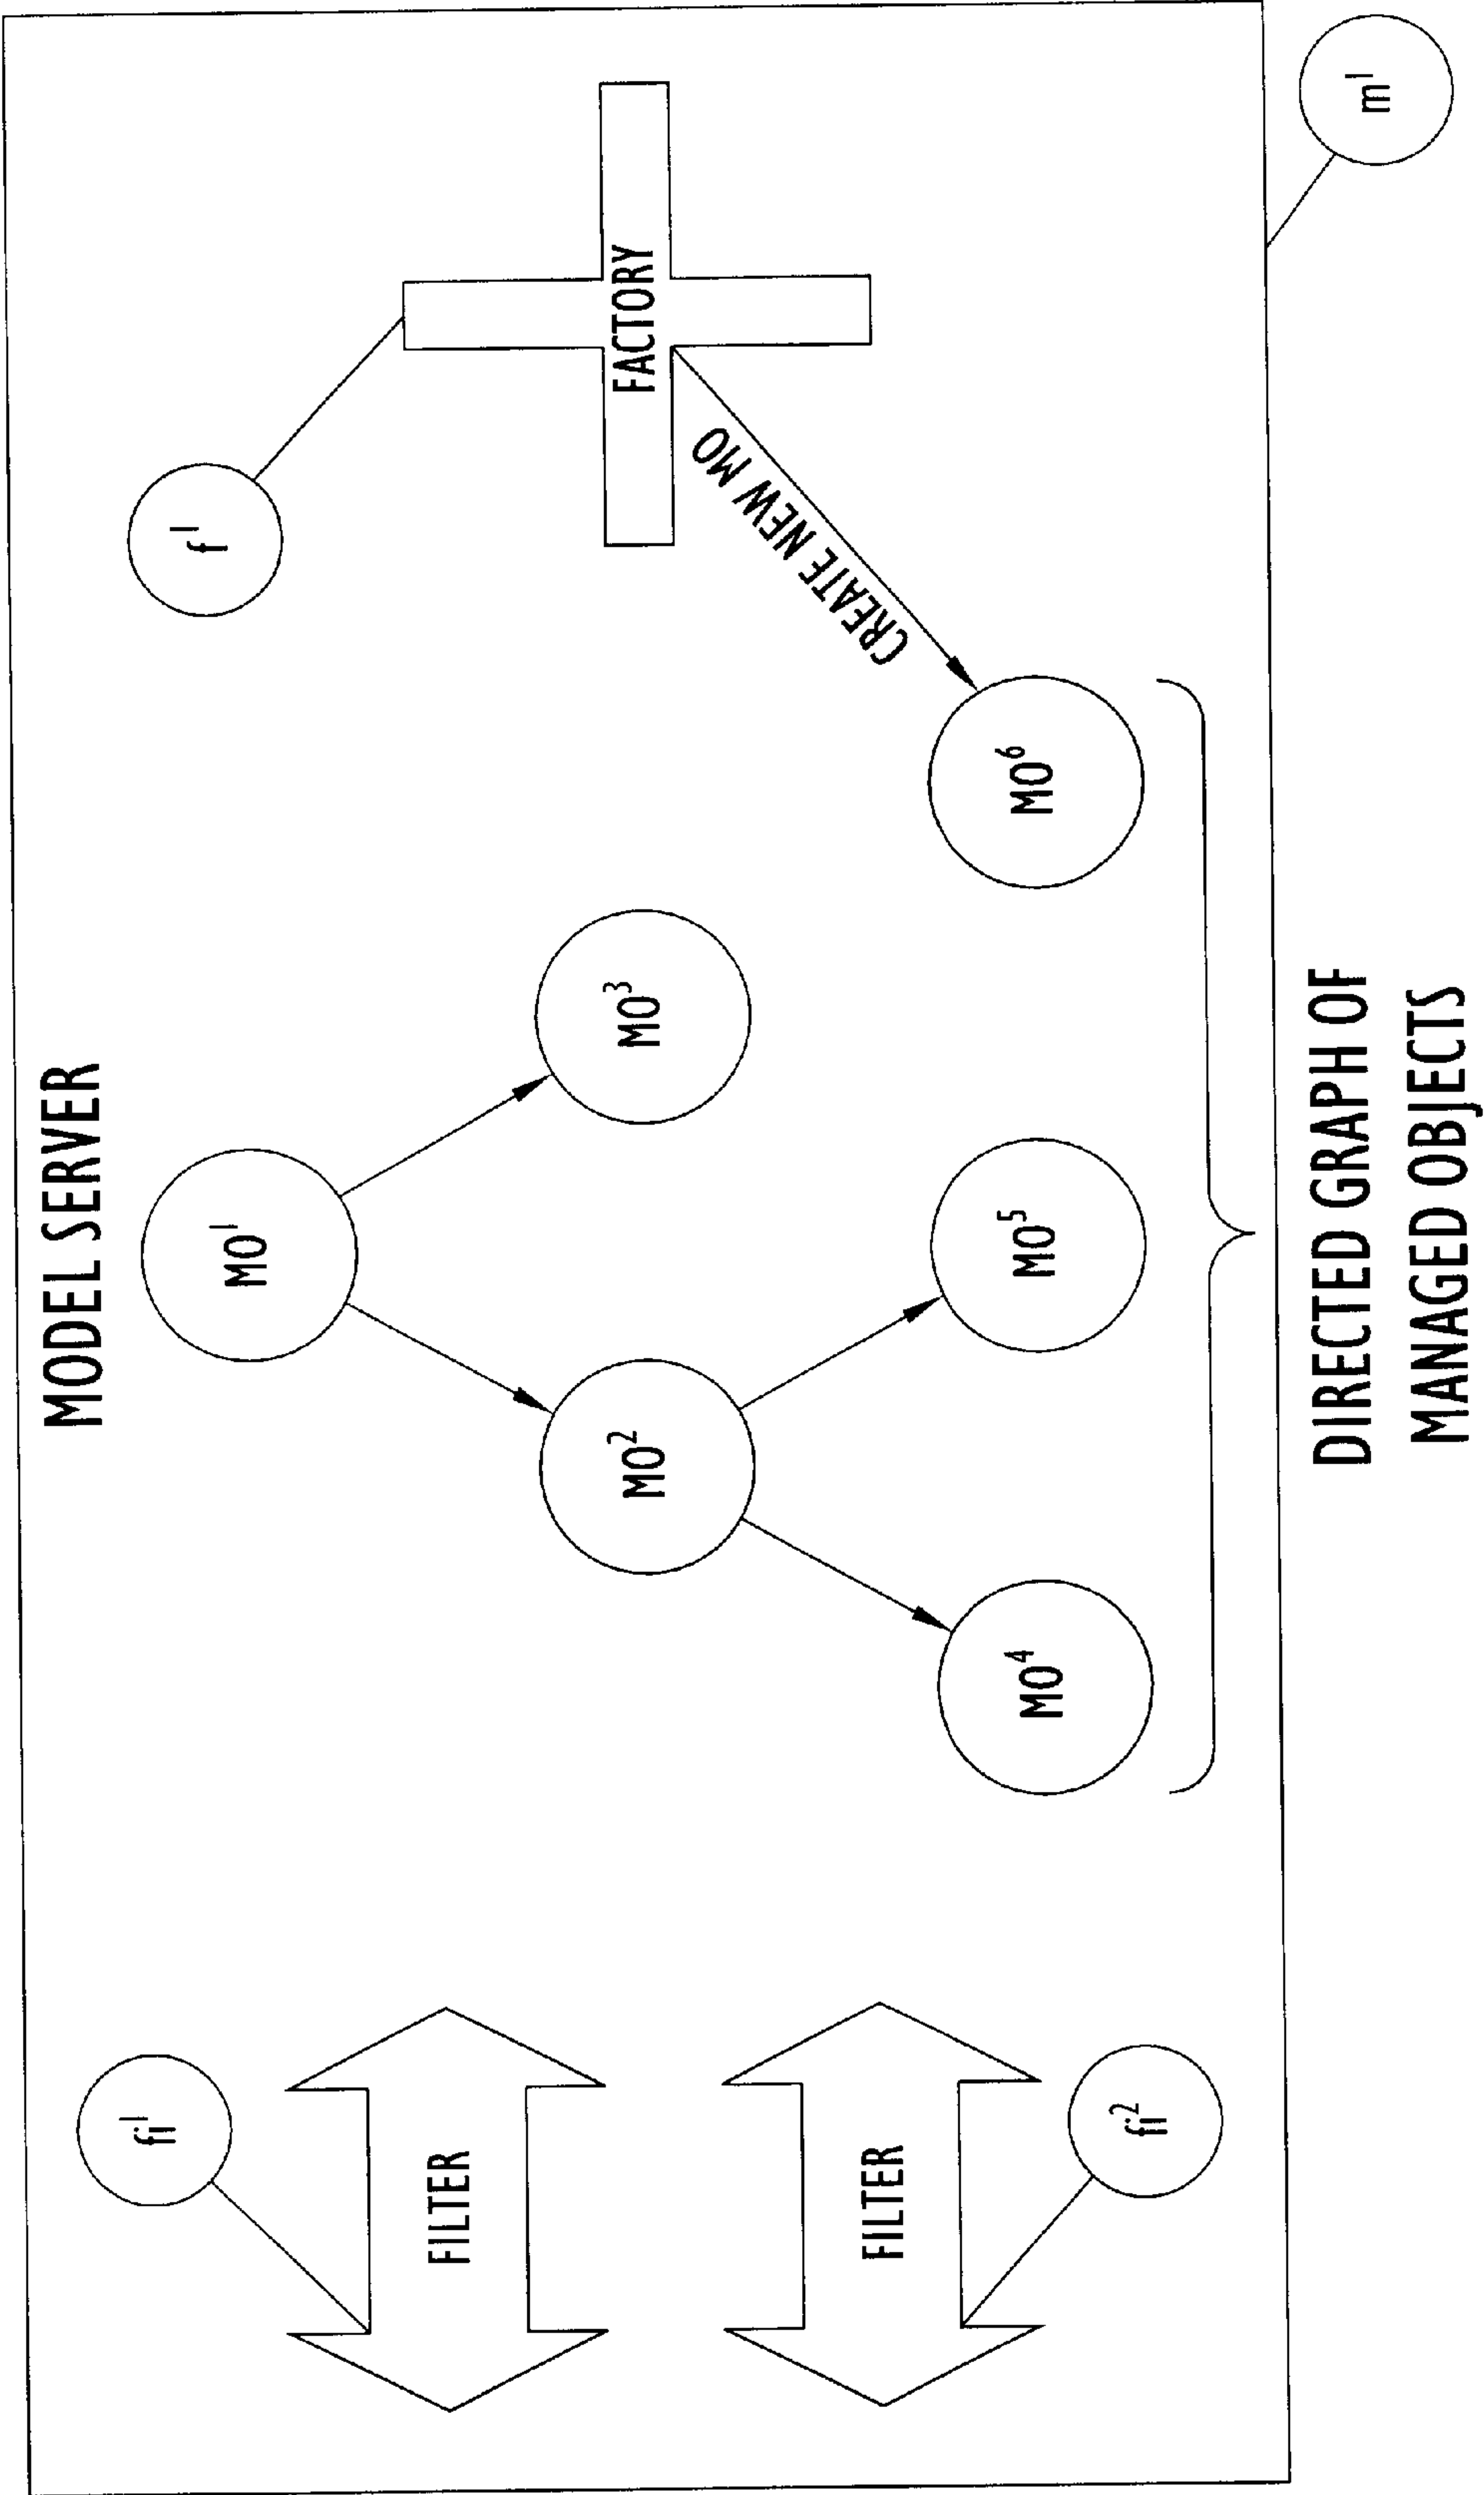 MODEL SERVER
fi¹
MO¹
f¹
FILTER
MO²
MO³
FACTORY
CREATE NEW MO
FILTER
MO⁴
MO⁵
MO⁶
fi²
DIRECTED GRAPH OF
MANAGED OBJECTS
m¹